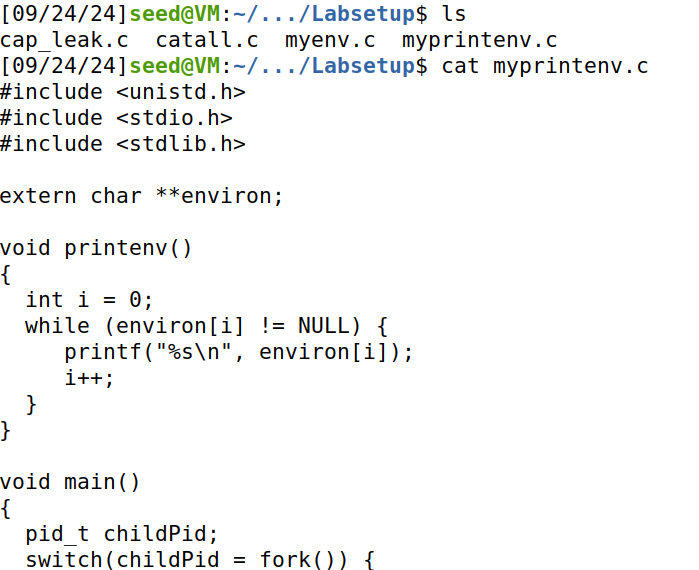 [09/24/24]seed@VM:~/.../Labsetup$ ls
cap_leak.c  catall.c  myenv.c  myprintenv.c
[09/24/24]seed@VM:~/.../Labsetup$ cat myprintenv.c
#include <unistd.h>
#include <stdio.h>
#include <stdlib.h>

extern char **environ;

void printenv()
{
  int i = 0;
  while (environ[i] != NULL) {
     printf("%s\n", environ[i]);
     i++;
  }
}

void main()
{
  pid_t childPid;
  switch(childPid = fork()) {